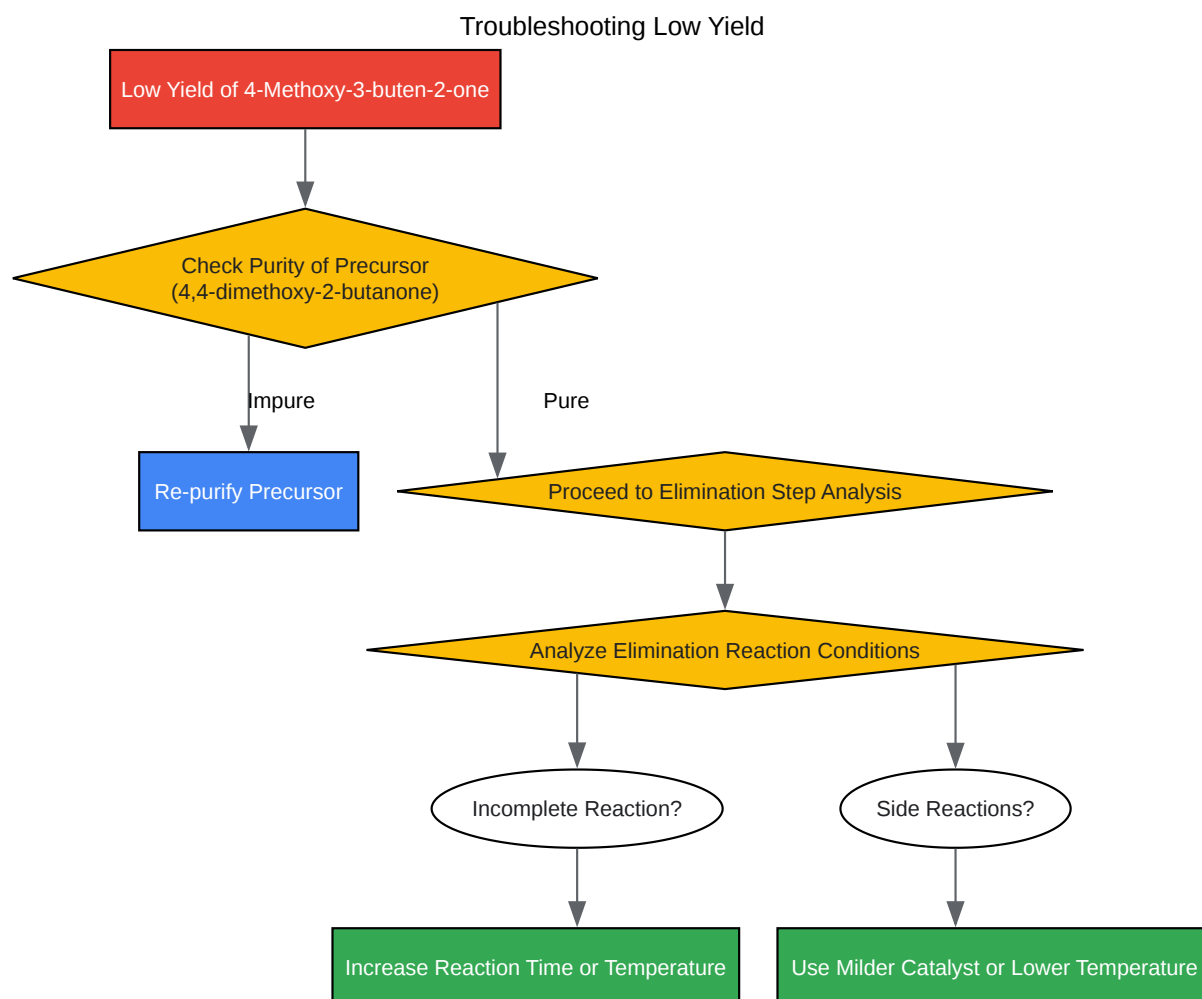 Troubleshooting Low Yield
Low Yield of 4-Methoxy-3-buten-2-one
Check Purity of Precursor
(4,4-dimethoxy-2-butanone)
Impure
Pure
Re-purify Precursor
Proceed to Elimination Step Analysis
Analyze Elimination Reaction Conditions
Incomplete Reaction?
Side Reactions?
Increase Reaction Time or Temperature
Use Milder Catalyst or Lower Temperature